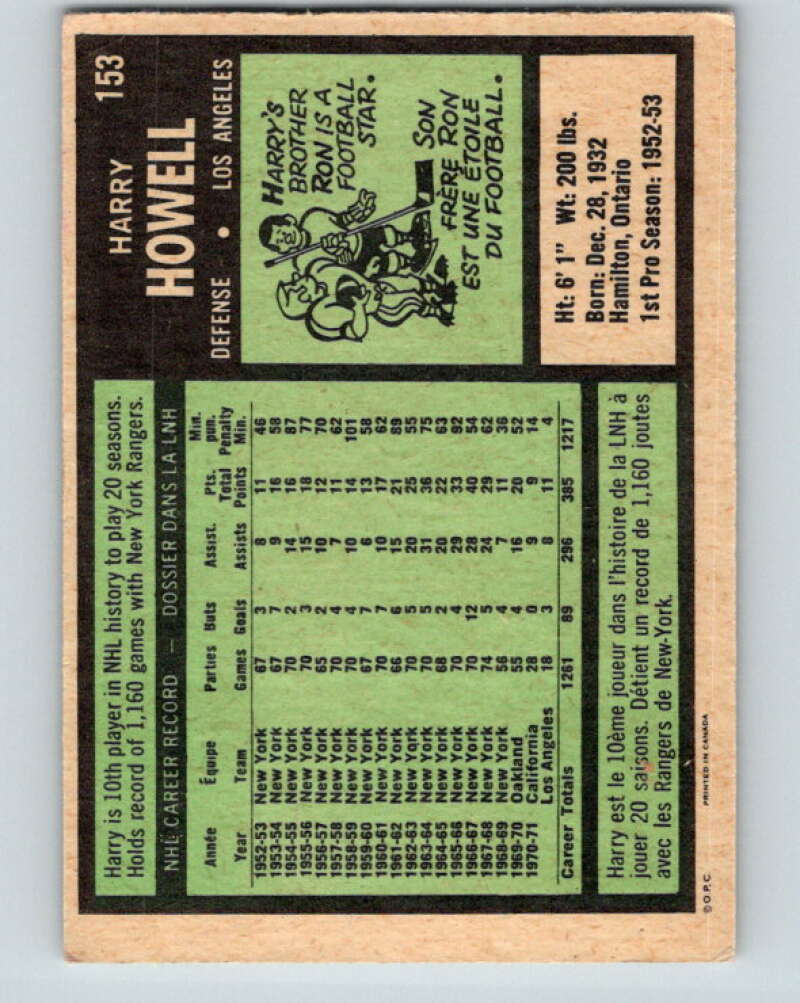 153
HARRY
HOWELL
DEFENSE • LOS ANGELES
HARRY'S
BROTHER
RON IS A
FOOTBALL
STAR.
SON
FRÈRE RON
EST UNE ÉTOILE
DU FOOTBALL.
Ht: 6' 1" Wt: 200 lbs.
Born: Dec. 28, 1932
Hamilton, Ontario
1st Pro Season: 1952-53
Harry is 10th player in NHL history to play 20 seasons.
Holds record of 1,160 games with New York Rangers.
NHL CAREER RECORD — DOSSIER DANS LA LNH
Année Équipe Parties Buts Assist. Pts. Min. pun.
Year Team Games Goals Assists Total Points Penalty Min.
1952-53 New York 67 3 8 11 46
1953-54 New York 67 7 9 16 58
1954-55 New York 70 2 14 16 87
1955-56 New York 70 3 15 18 77
1956-57 New York 65 2 10 12 70
1957-58 New York 70 4 7 11 62
1958-59 New York 70 4 10 14 101
1959-60 New York 67 7 6 13 58
1960-61 New York 70 7 10 17 62
1961-62 New York 66 6 15 21 89
1962-63 New York 70 5 20 25 55
1963-64 New York 70 5 31 36 75
1964-65 New York 68 2 20 22 63
1965-66 New York 70 4 29 33 92
1966-67 New York 70 12 28 40 54
1967-68 New York 74 5 24 29 62
1968-69 New York 56 4 7 11 36
1969-70 Oakland 55 4 16 20 52
1970-71 California 28 0 9 9 14
Los Angeles 18 3 8 11 4
Career Totals 1261 89 296 385 1217
Harry est le 10ème joueur dans l'histoire de la LNH à
jouer 20 saisons. Détient un record de 1,160 joutes
avec les Rangers de New-York.
© O.P.C. PRINTED IN CANADA